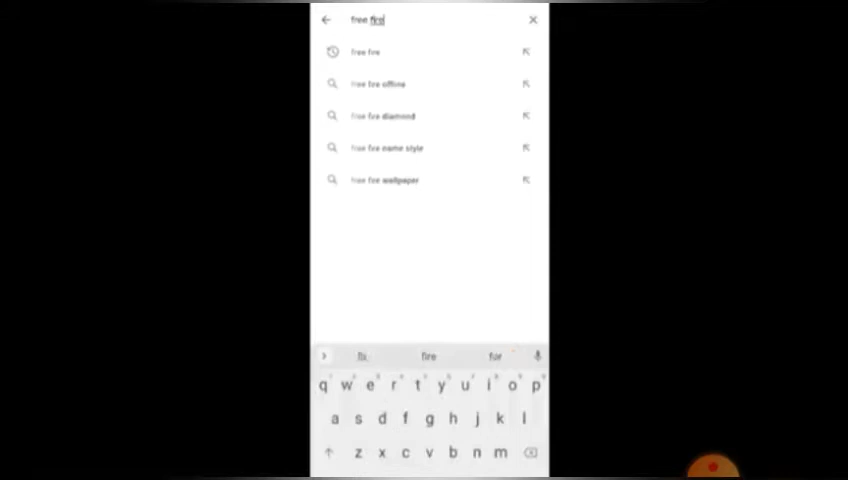 free fire
free fire
free fire offline
free fire diamond
free fire name style
free fire wallpaper
fix fire for
q w e r t y u i o p
a s d f g h j k l
z x c v b n m